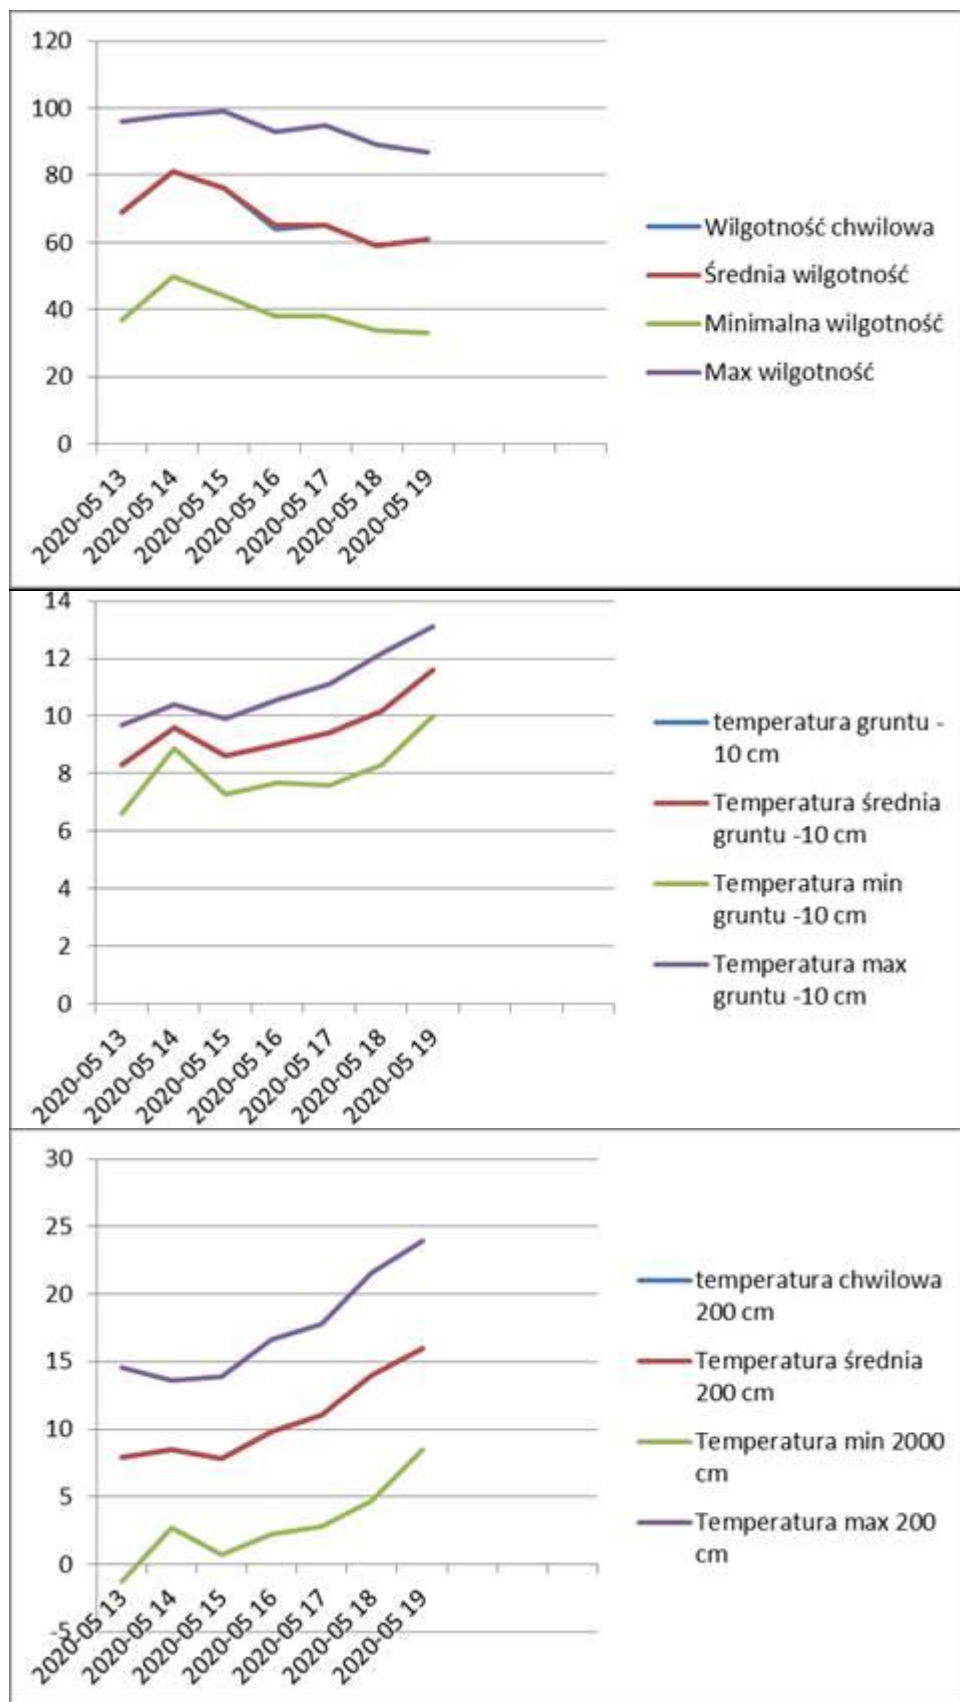 120
100
80
60
40
20
0
2020-05 13
2020-05 14
2020-05 15
2020-05 16
2020-05 17
2020-05 18
2020-05 19
Wilgotność chwilowa
Średnia wilgotność
Minimalna wilgotność
Max wilgotność
14
12
10
8
6
4
2
0
2020-05 13
2020-05 14
2020-05 15
2020-05 16
2020-05 17
2020-05 18
2020-05 19
temperatura gruntu -
10 cm
Temperatura średnia
gruntu -10 cm
Temperatura min
gruntu -10 cm
Temperatura max
gruntu -10 cm
30
25
20
15
10
5
0
-5
2020-05 13
2020-05 14
2020-05 15
2020-05 16
2020-05 17
2020-05 18
2020-05 19
temperatura chwilowa
200 cm
Temperatura średnia
200 cm
Temperatura min 2000
cm
Temperatura max 200
cm